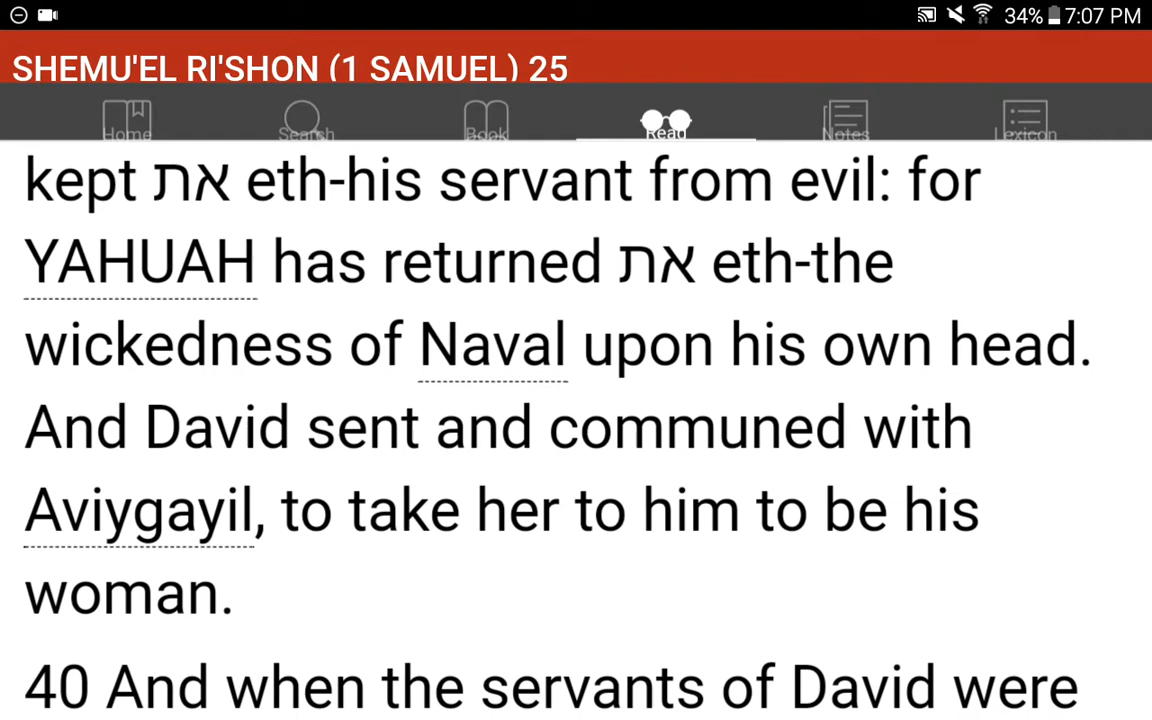 34% 7:07 PM
SHEMU'EL RI'SHON (1 SAMUEL) 25
Home Search Book Read Notes Lexicon
kept את eth-his servant from evil: for
YAHUAH has returned את eth-the
wickedness of Naval upon his own head.
And David sent and communed with
Aviygayil, to take her to him to be his
woman.
40 And when the servants of David were